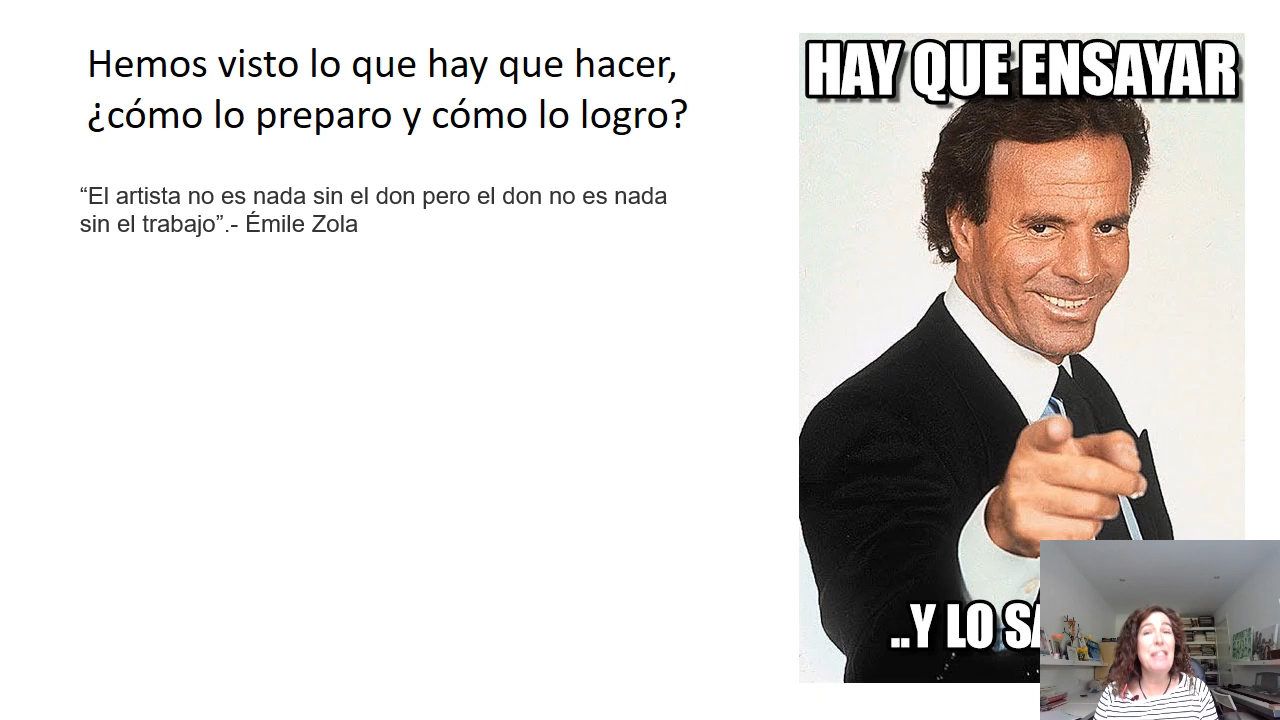 Hemos visto lo que hay que hacer,
¿cómo lo preparo y cómo lo logro?
“El artista no es nada sin el don pero el don no es nada
sin el trabajo”.- Émile Zola
HAY QUE ENSAYAR
..Y LO